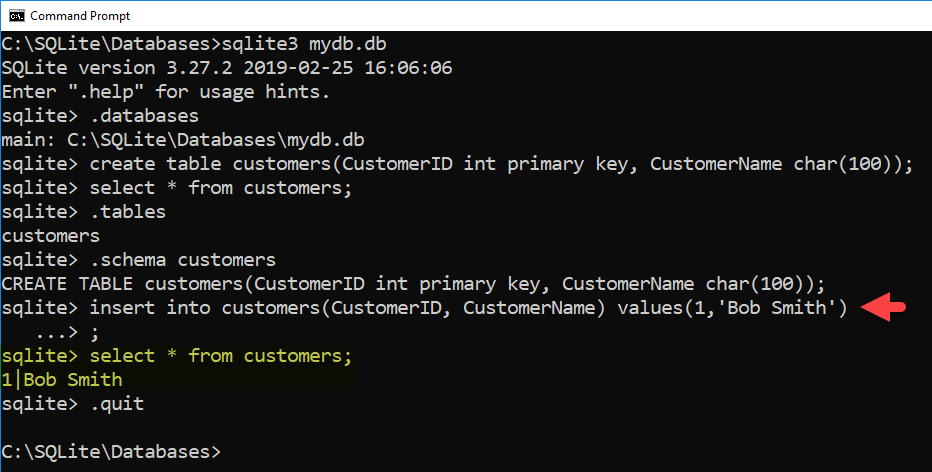 Command Prompt
C:\SQLite\Databases>sqlite3 mydb.db
SQLite version 3.27.2 2019-02-25 16:06:06
Enter ".help" for usage hints.
sqlite> .databases
main: C:\SQLite\Databases\mydb.db
sqlite> create table customers(CustomerID int primary key, CustomerName char(100));
sqlite> select * from customers;
sqlite> .tables
customers
sqlite> .schema customers
CREATE TABLE customers(CustomerID int primary key, CustomerName char(100));
sqlite> insert into customers(CustomerID, CustomerName) values(1,'Bob Smith')
   ...> ;
sqlite> select * from customers;
1|Bob Smith
sqlite> .quit
C:\SQLite\Databases>